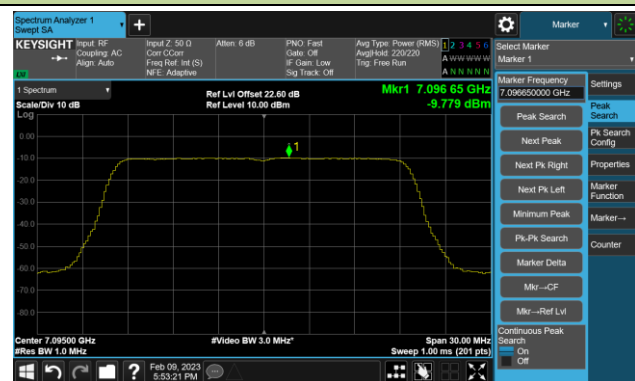 Spectrum Analyzer 1
Swept SA
Marker
KEYSIGHT
Input: RF
Coupling: AC
Align: Auto
Input Z: 50 Ω
Corr CCorr
Freq Ref: Int (S)
NFE: Adaptive
Atten: 6 dB
PNO: Fast
Gate: Off
IF Gain: Low
Sig Track: Off
Avg Type: Power (RMS)
Avg|Hold: 220/220
Trig: Free Run
1 2 3 4 5 6
A W W W W W
A N N N N N
LXI
Select Marker
Marker 1
1 Spectrum
Scale/Div 10 dB
Log
Ref Lvl Offset 22.60 dB
Ref Level 10.00 dBm
Mkr1 7.096 65 GHz
-9.779 dBm
0.00
-10.0
-20.0
-30.0
-40.0
-50.0
-60.0
-70.0
-80.0
1
Center 7.09500 GHz
#Res BW 1.0 MHz
#Video BW 3.0 MHz*
Span 30.00 MHz
Sweep 1.00 ms (201 pts)
Marker Frequency
7.096650000 GHz
Peak Search
Next Peak
Next Pk Right
Next Pk Left
Minimum Peak
Pk-Pk Search
Marker Delta
Mkr→CF
Mkr→Ref Lvl
Continuous Peak
Search
On
Off
Settings
Peak
Search
Pk Search
Config
Properties
Marker
Function
Marker→
Counter
?
Feb 09, 2023
5:53:21 PM